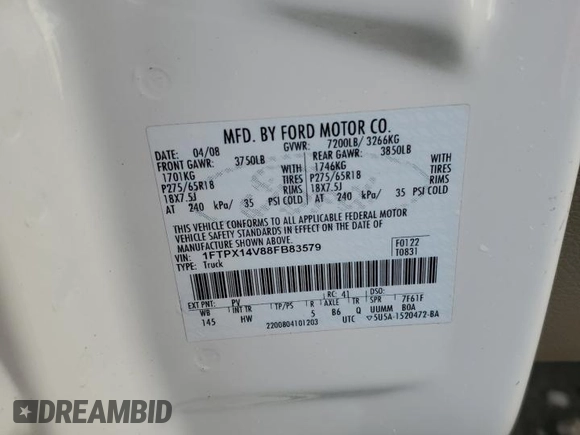 MFD. BY FORD MOTOR CO.
DATE: 04/08 GVWR: 7200LB/ 3266KG
FRONT GAWR: 3750LB REAR GAWR: 3850LB
1701KG WITH 1746KG WITH
P275/65R18 TIRES P275/65R18 TIRES
18X7.5J RIMS 18X7.5J RIMS
AT 240 kPa/ 35 PSI COLD AT 240 kPa/ 35 PSI COLD
THIS VEHICLE CONFORMS TO ALL APPLICABLE FEDERAL MOTOR
VEHICLE SAFETY STANDARDS IN EFFECT ON THE DATE OF
MANUFACTURE SHOWN ABOVE.
VIN: 1FTPX14V88FB83579 F0122
TYPE: Truck T0831
EXT PNT: PV RC: 41
WB INT TR TP/PS R AXLE TR SPR 7F61F
145 HW 5 B6 Q UUMM BOA
2200804101203 UTC 5U5A-1520472-BA
DREAMBID